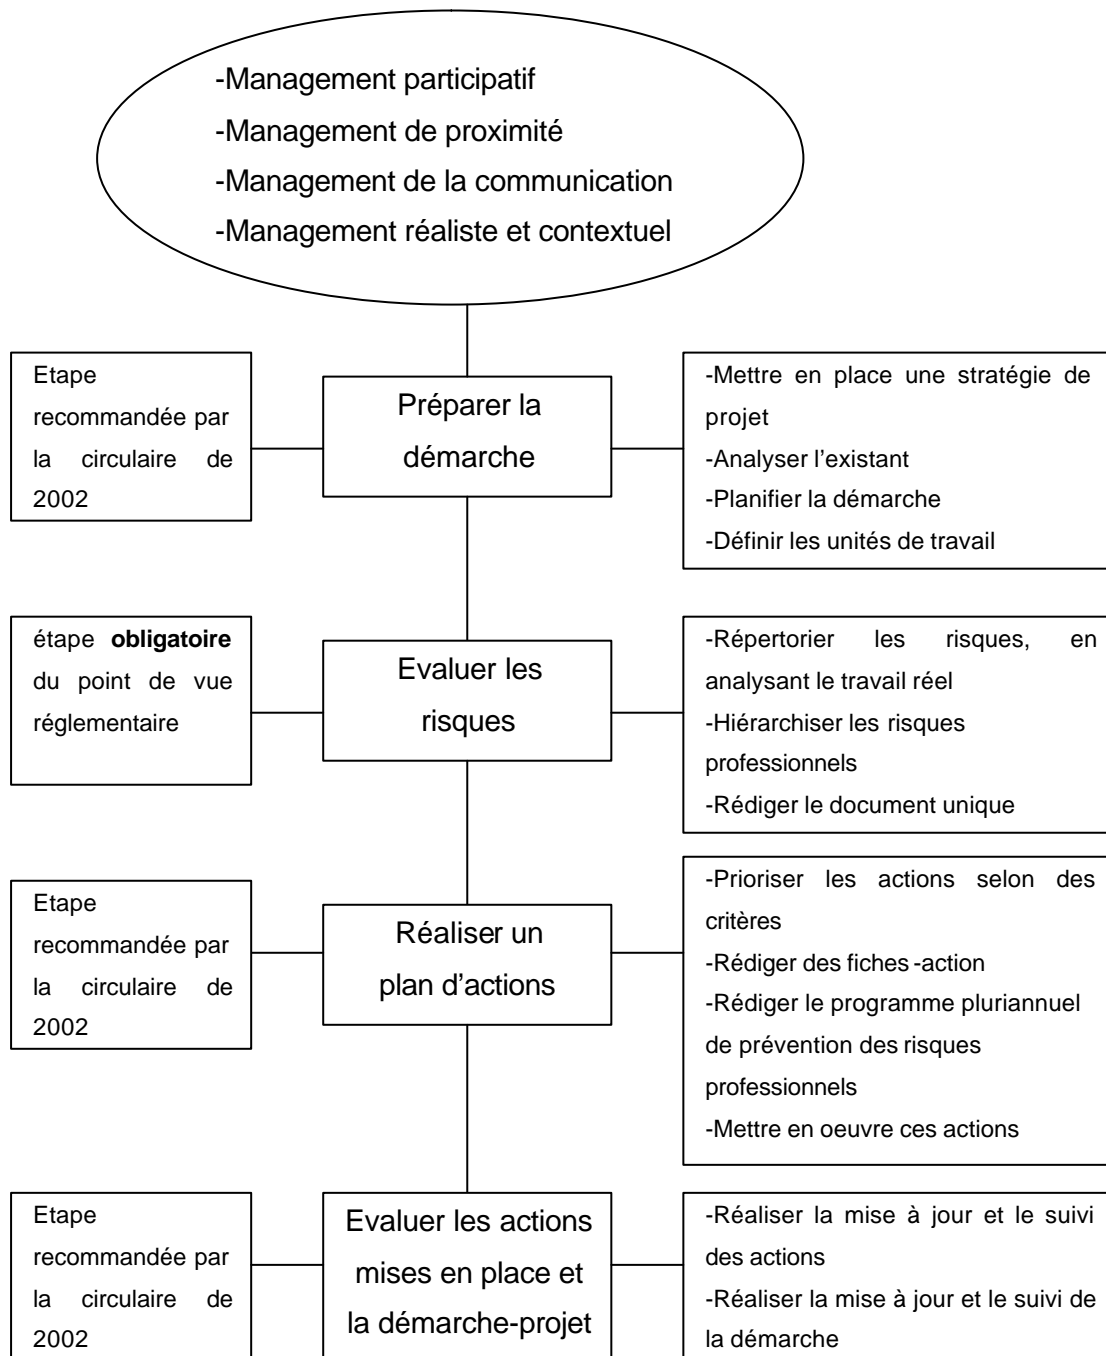 -Management participatif
-Management de proximité
-Management de la communication
-Management réaliste et contextuel
Etape
recommandée par
la circulaire de
2002
Préparer la
démarche
-Mettre en place une stratégie de
projet
-Analyser l'existant
-Planifier la démarche
-Définir les unités de travail
étape obligatoire
du point de vue
réglementaire
Evaluer les
risques
-Répertorier les risques, en
analysant le travail réel
-Hiérarchiser les risques
professionnels
-Rédiger le document unique
Etape
recommandée par
la circulaire de
2002
Réaliser un
plan d'actions
-Prioriser les actions selon des
critères
-Rédiger des fiches -action
-Rédiger le programme pluriannuel
de prévention des risques
professionnels
-Mettre en oeuvre ces actions
Etape
recommandée par
la circulaire de
2002
Evaluer les actions
mises en place et
la démarche-projet
-Réaliser la mise à jour et le suivi
des actions
-Réaliser la mise à jour et le suivi de
la démarche